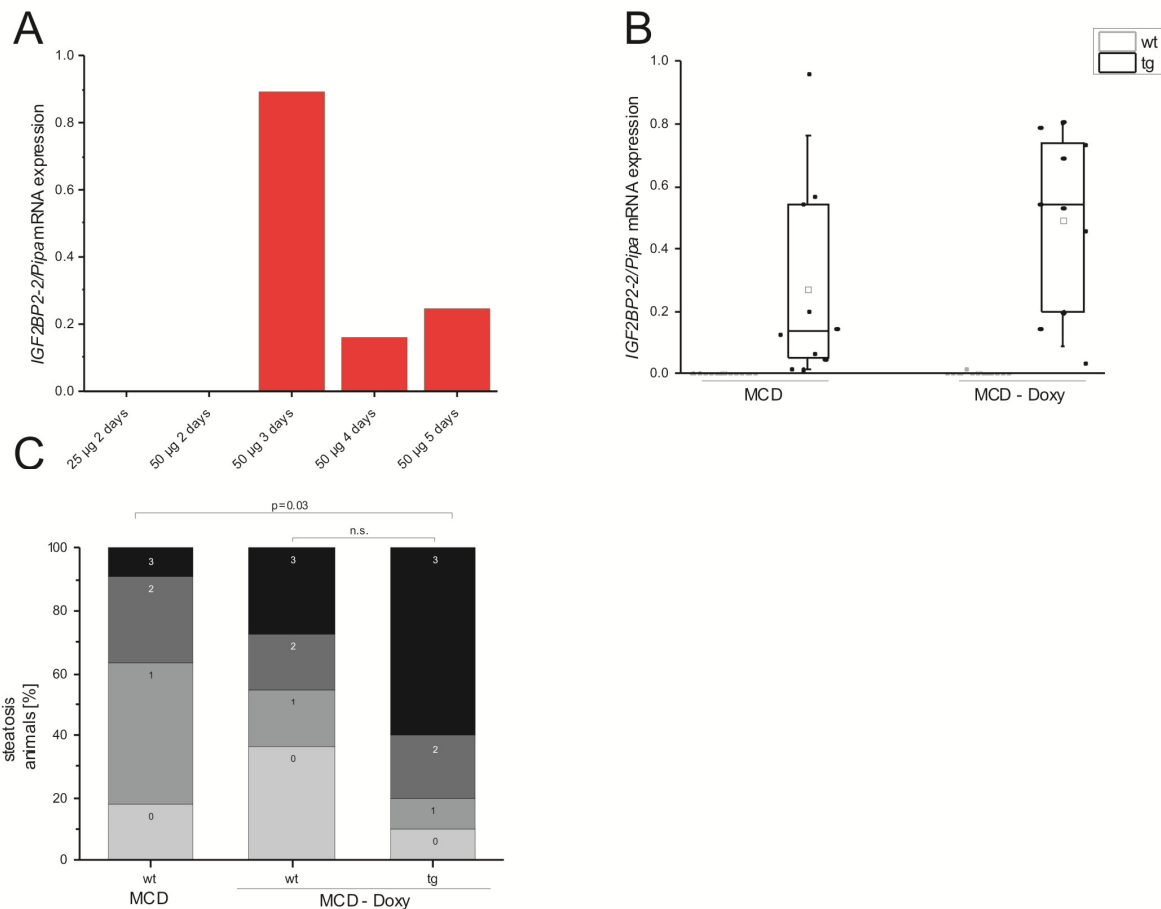 A
1.0
0.8
0.6
0.4
0.2
0.0
IGF2BP2-2/Pipa mRNA expression
25 µg 2 days
50 µg 2 days
50 µg 3 days
50 µg 4 days
50 µg 5 days
B
wt
tg
1.0
0.8
0.6
0.4
0.2
0.0
IGF2BP2-2/Pipa mRNA expression
MCD
MCD - Doxy
C
p=0.03
n.s.
100
80
60
40
20
0
steatosis
animals [%]
3
2
1
0
3
2
1
0
3
2
1
0
wt
wt
tg
MCD
MCD - Doxy